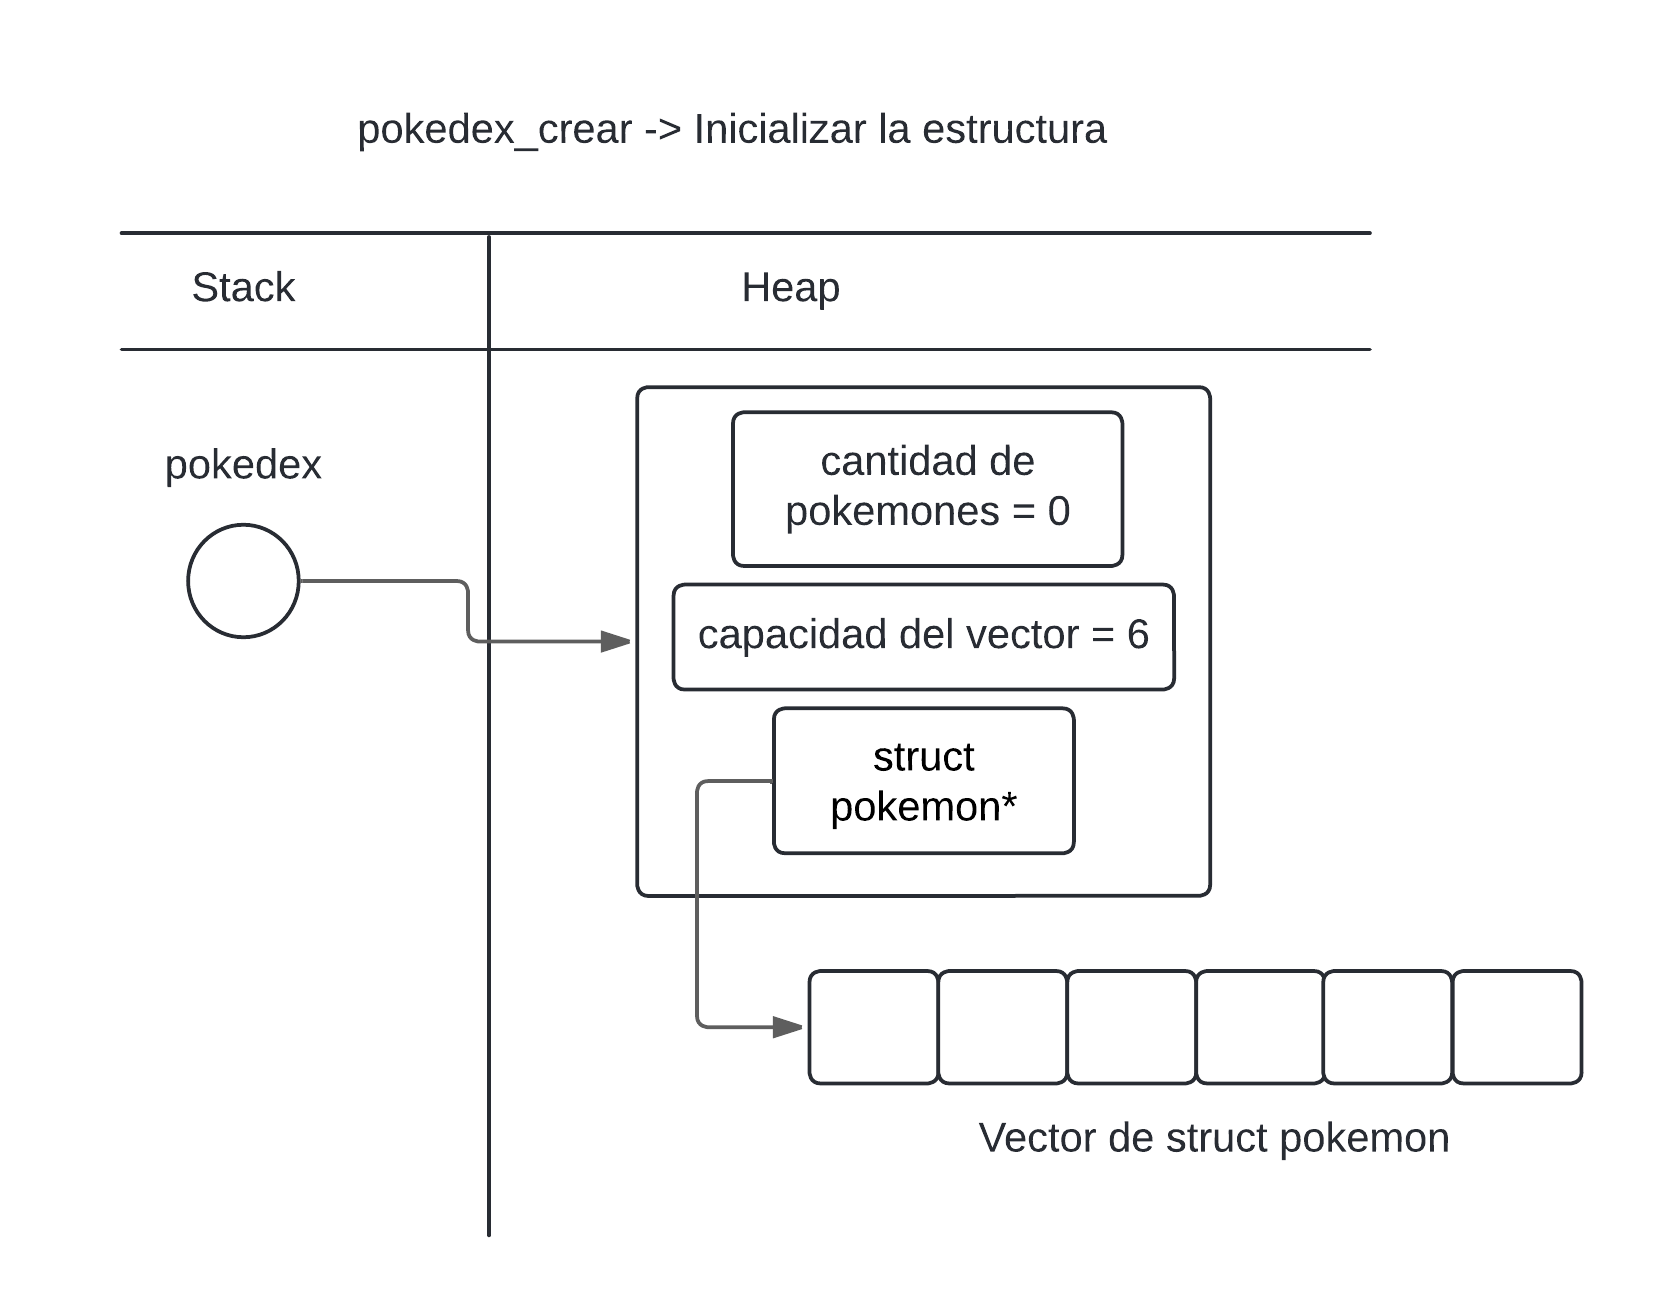 pokedex_crear -> Inicializar la estructura
Stack
Heap
pokedex
cantidad de
pokemones = 0
capacidad del vector = 6
struct
pokemon*
Vector de struct pokemon